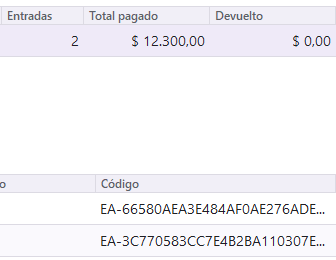 Entradas Total pagado Devuelto
2 $ 12.300,00 $ 0,00
o Código
EA-66580AEA3E484AF0AE276ADE...
EA-3C770583CC7E4B2BA110307E...